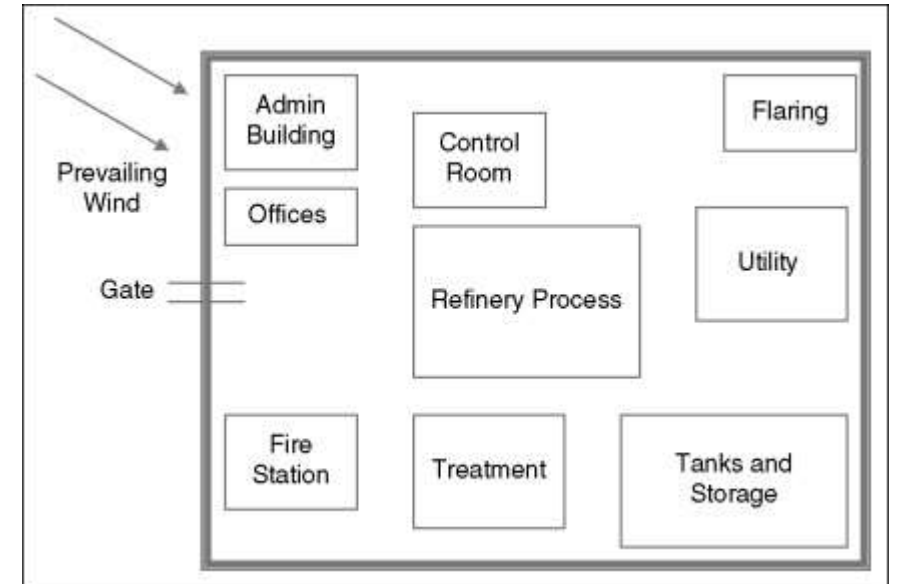 Admin
Building
Flaring
Control
Room
Prevailing
Wind
Offices
Utility
Gate
Refinery Process
Fire
Station
Treatment
Tanks and
Storage